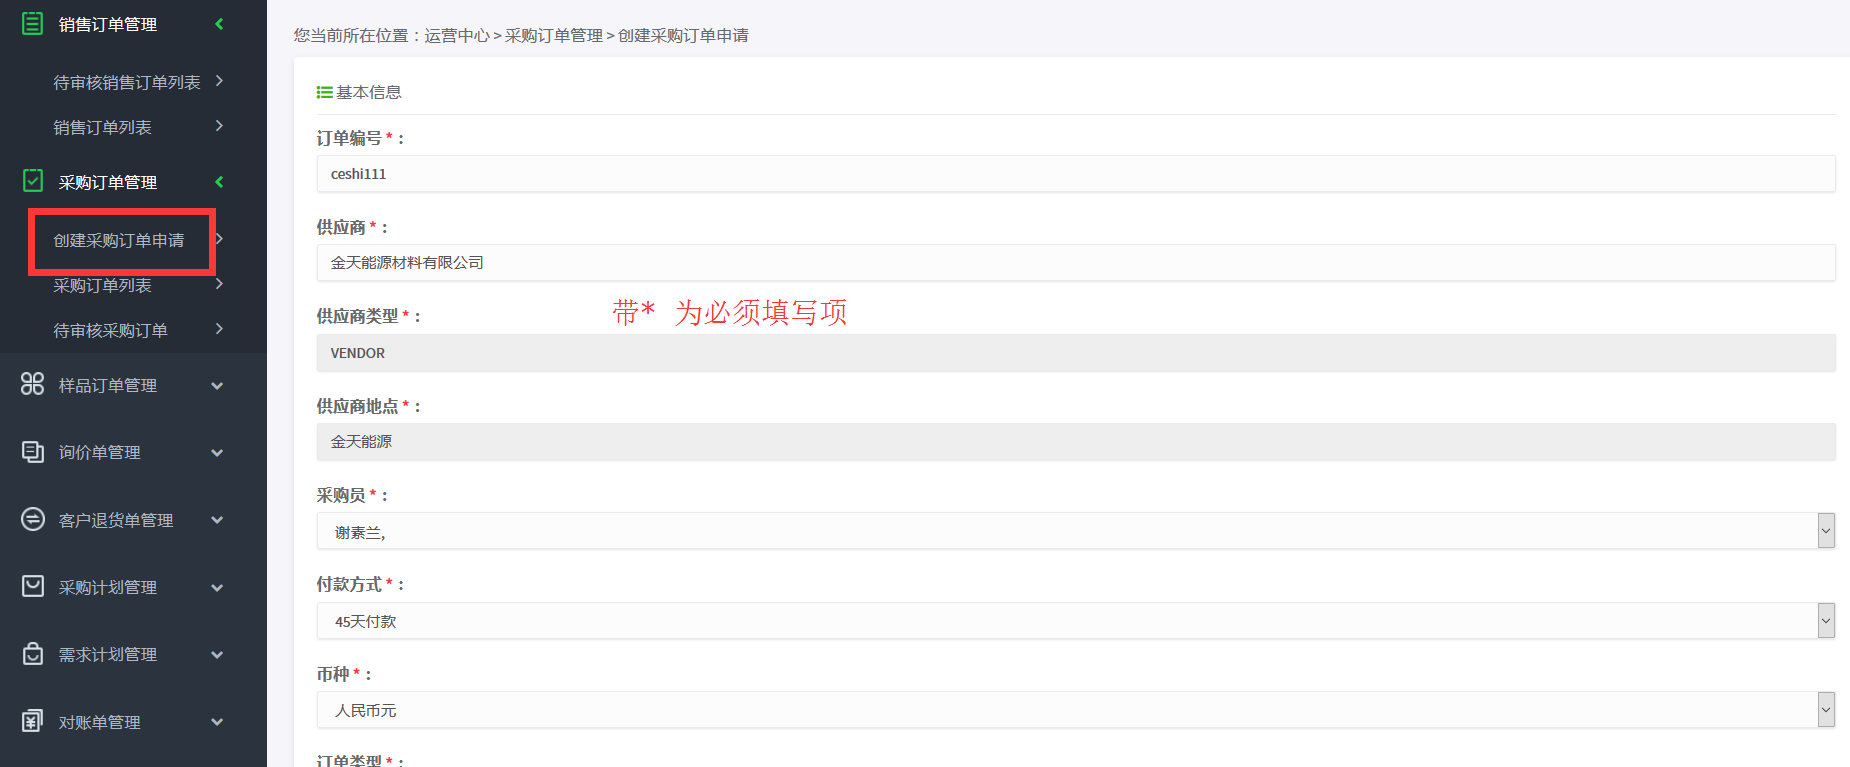 销售订单管理
待审核销售订单列表
销售订单列表
采购订单管理
创建采购订单申请
采购订单列表
待审核采购订单
样品订单管理
询价单管理
客户退货单管理
采购计划管理
需求计划管理
对账单管理
您当前所在位置：运营中心 > 采购订单管理 > 创建采购订单申请
基本信息
订单编号 *：
ceshi111
供应商 *：
金天能源材料有限公司
带* 为必须填写项
供应商类型 *：
VENDOR
供应商地点 *：
金天能源
采购员 *：
谢素兰,
付款方式 *：
45天付款
币种 *：
人民币元
订单类型 *：